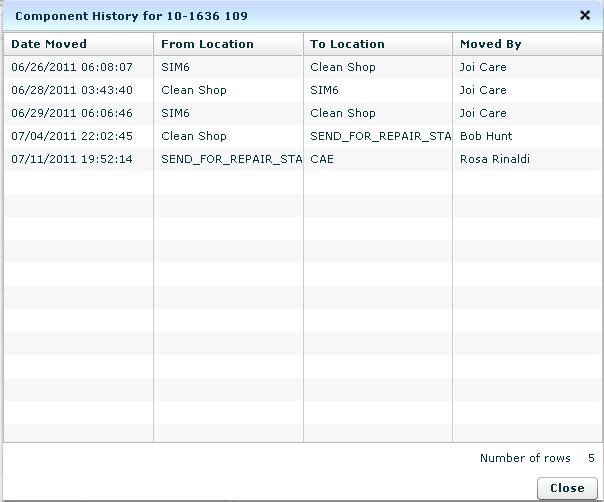 Component History for 10-1636 109
Date Moved From Location To Location Moved By
06/26/2011 06:08:07 SIM6 Clean Shop Joi Care
06/28/2011 03:43:40 Clean Shop SIM6 Joi Care
06/29/2011 06:06:46 SIM6 Clean Shop Joi Care
07/04/2011 22:02:45 Clean Shop SEND_FOR_REPAIR_STA Bob Hunt
07/11/2011 19:52:14 SEND_FOR_REPAIR_STA CAE Rosa Rinaldi
Number of rows 5
Close